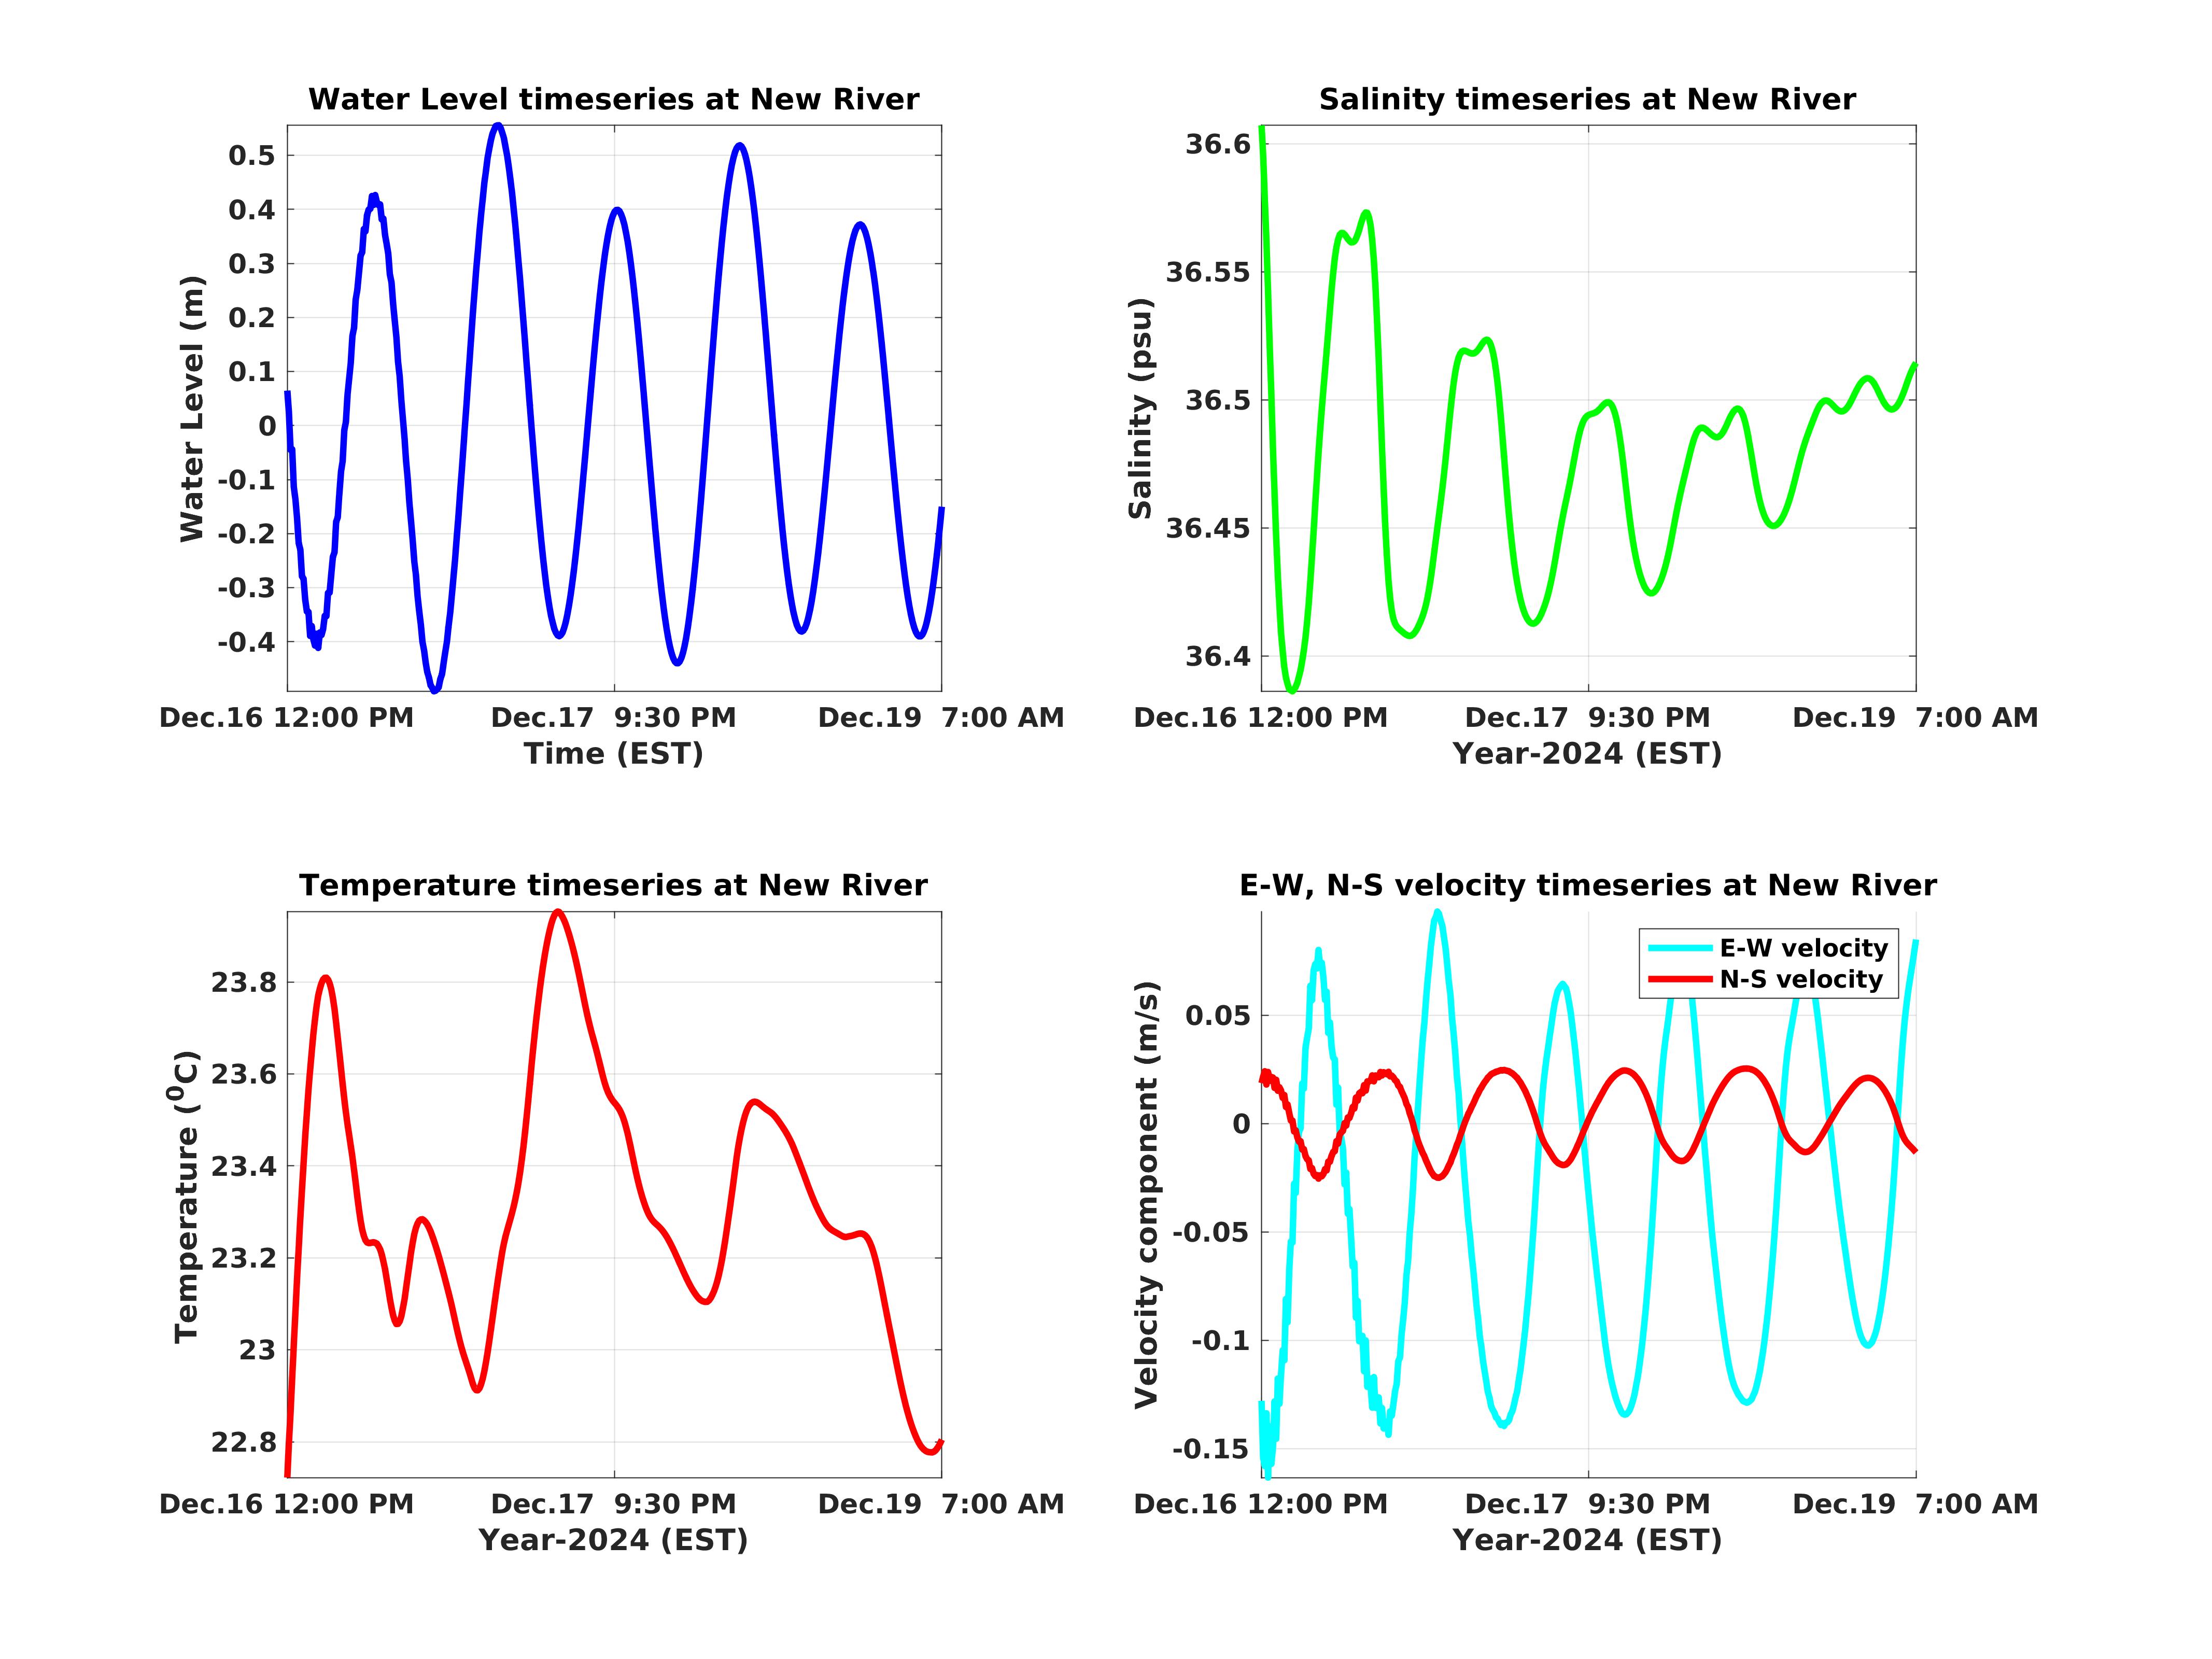 Water Level timeseries at New River
0.5
0.4
0.3
0.2
0.1
0
-0.1
-0.2
-0.3
-0.4
Water Level (m)
Dec.16 12:00 PM
Dec.17 9:30 PM
Dec.19 7:00 AM
Time (EST)
Salinity timeseries at New River
36.6
36.55
36.5
36.45
36.4
Salinity (psu)
Dec.16 12:00 PM
Dec.17 9:30 PM
Dec.19 7:00 AM
Year-2024 (EST)
Temperature timeseries at New River
23.8
23.6
23.4
23.2
23
22.8
Temperature (⁰C)
Dec.16 12:00 PM
Dec.17 9:30 PM
Dec.19 7:00 AM
Year-2024 (EST)
E-W, N-S velocity timeseries at New River
E-W velocity
N-S velocity
0.05
0
-0.05
-0.1
-0.15
Velocity component (m/s)
Dec.16 12:00 PM
Dec.17 9:30 PM
Dec.19 7:00 AM
Year-2024 (EST)